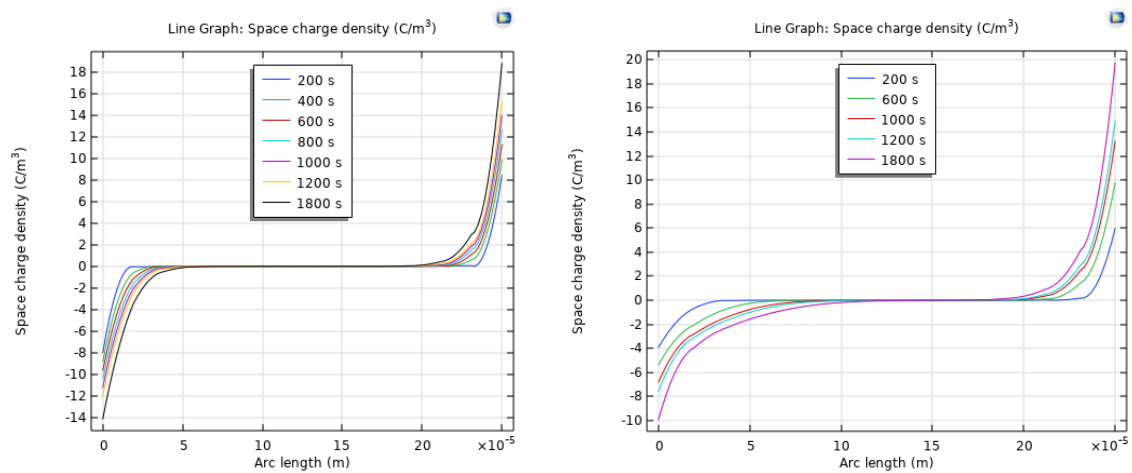 Line Graph: Space charge density (C/m³)
Space charge density (C/m³)
18
16
14
12
10
8
6
4
2
0
-2
-4
-6
-8
-10
-12
-14
200 s
400 s
600 s
800 s
1000 s
1200 s
1800 s
0 5 10 15 20 ×10⁻⁵
Arc length (m)
Line Graph: Space charge density (C/m³)
Space charge density (C/m³)
20
18
16
14
12
10
8
6
4
2
0
-2
-4
-6
-8
-10
200 s
600 s
1000 s
1200 s
1800 s
0 5 10 15 20 ×10⁻⁵
Arc length (m)